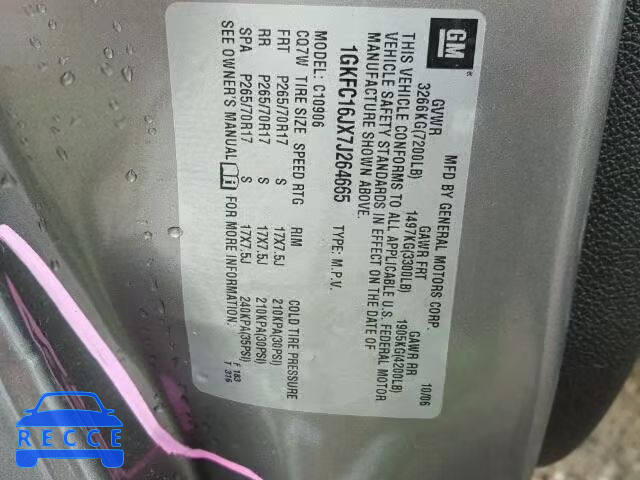 GM
MFD BY GENERAL MOTORS CORP. 10/06
GVWR GAWR FRT GAWR RR
3266KG(7200LB) 1497KG(3300LB) 1905KG(4200LB)
THIS VEHICLE CONFORMS TO ALL APPLICABLE U.S. FEDERAL MOTOR
VEHICLE SAFETY STANDARDS IN EFFECT ON THE DATE OF
MANUFACTURE SHOWN ABOVE.
1GKFC16JX7J264665 TYPE: M.P.V.
MODEL: C10906
CQ7W TIRE SIZE SPEED RTG RIM COLD TIRE PRESSURE
FRT P265/70R17 S 17X7.5J 210KPA(30PSI)
RR P265/70R17 S 17X7.5J 210KPA(30PSI)
SPA P265/70R17 S 17X7.5J 240KPA(35PSI)
SEE OWNER'S MANUAL FOR MORE INFORMATION. F 183
T 316
RECCE